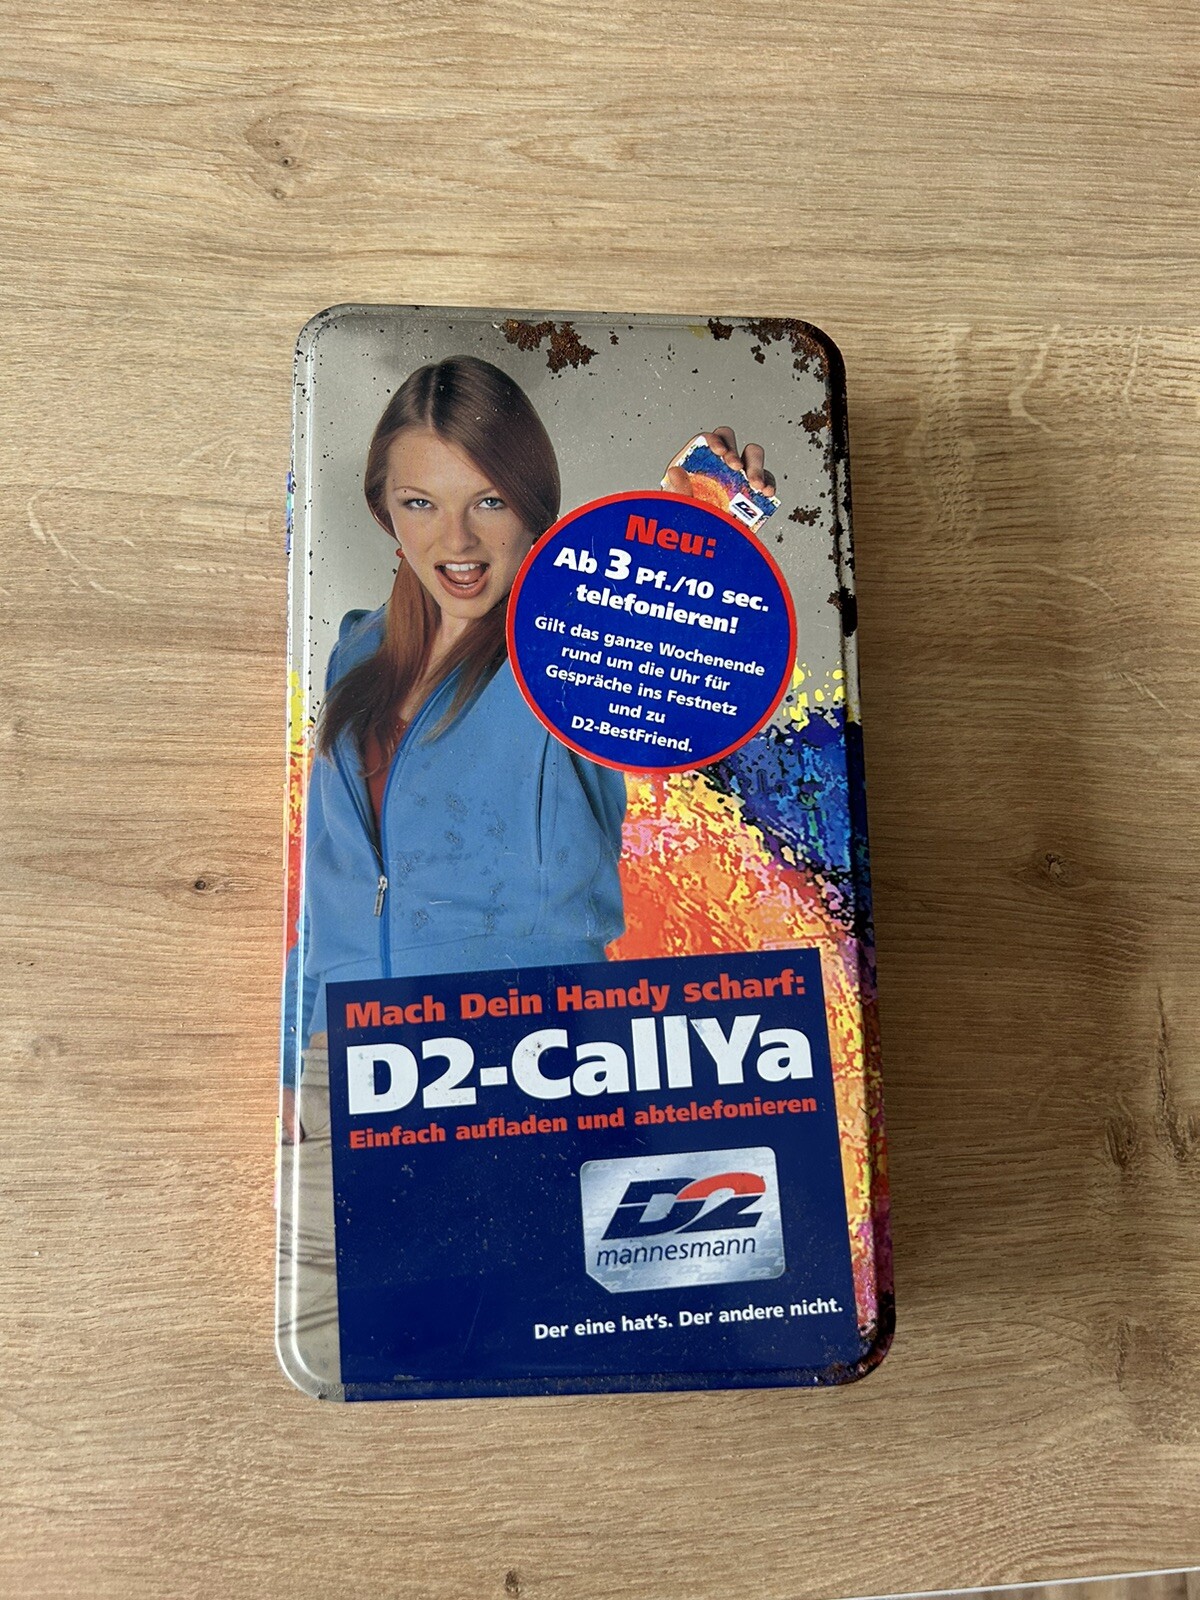 D2
Neu:
Ab 3 Pf./10 sec.
telefonieren!
Gilt das ganze Wochenende
rund um die Uhr für
Gespräche ins Festnetz
und zu
D2-BestFriend.
Mach Dein Handy scharf:
D2-CallYa
Einfach aufladen und abtelefonieren
D2
mannesmann
Der eine hat's. Der andere nicht.